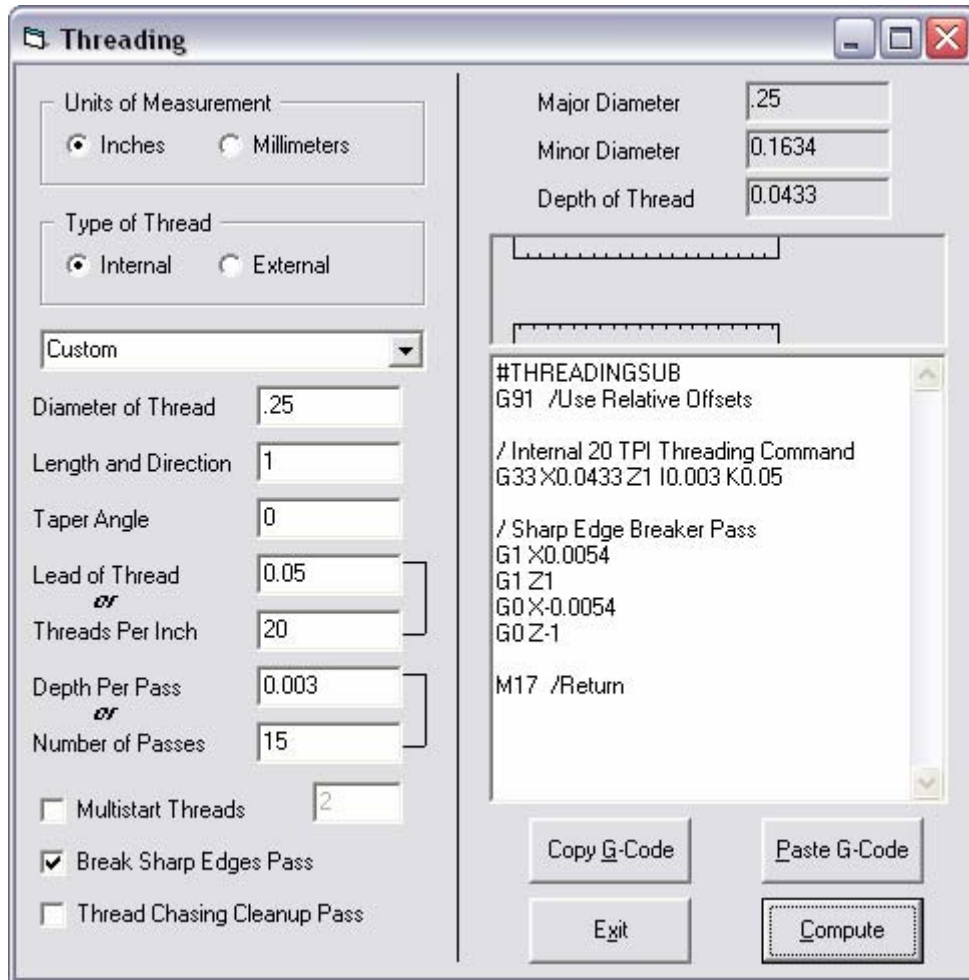 Threading
Units of Measurement
Inches Millimeters
Type of Thread
Internal External
Custom
Diameter of Thread .25
Length and Direction 1
Taper Angle 0
Lead of Thread 0.05
or
Threads Per Inch 20
Depth Per Pass 0.003
or
Number of Passes 15
Multistart Threads 2
Break Sharp Edges Pass
Thread Chasing Cleanup Pass
Major Diameter .25
Minor Diameter 0.1634
Depth of Thread 0.0433
#THREADINGSUB
G91 /Use Relative Offsets
/ Internal 20 TPI Threading Command
G33 X0.0433 Z1 I0.003 K0.05
/ Sharp Edge Breaker Pass
G1 X0.0054
G1 Z1
G0 X-0.0054
G0 Z-1
M17 /Return
Copy G-Code Paste G-Code
Exit Compute